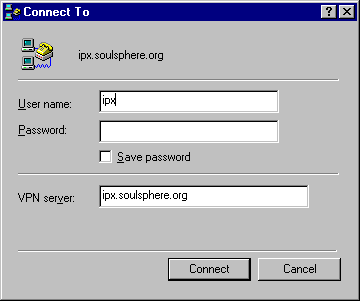 Connect To
ipx.soulsphere.org
User name: ipx
Password:
Save password
VPN server: ipx.soulsphere.org
Connect Cancel